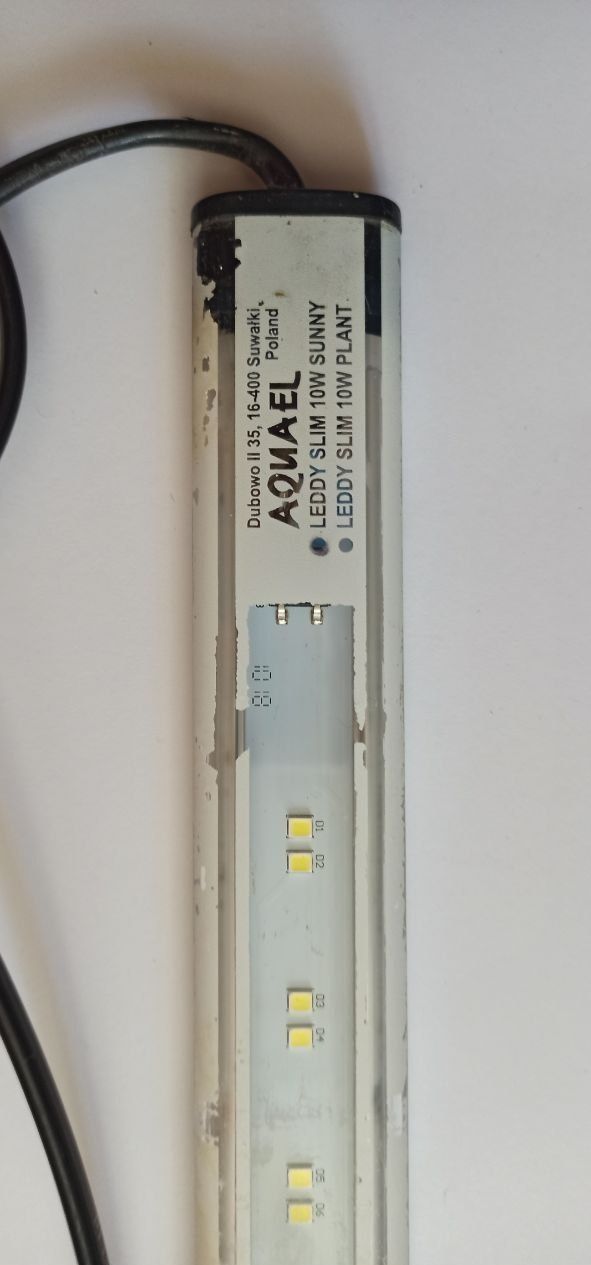 Dubowo II 35, 16-400 Suwałki,
Poland
AQUAEL
LEDDY SLIM 10W SUNNY
LEDDY SLIM 10W PLANT
D1
D2
D3
D4
D5
D6